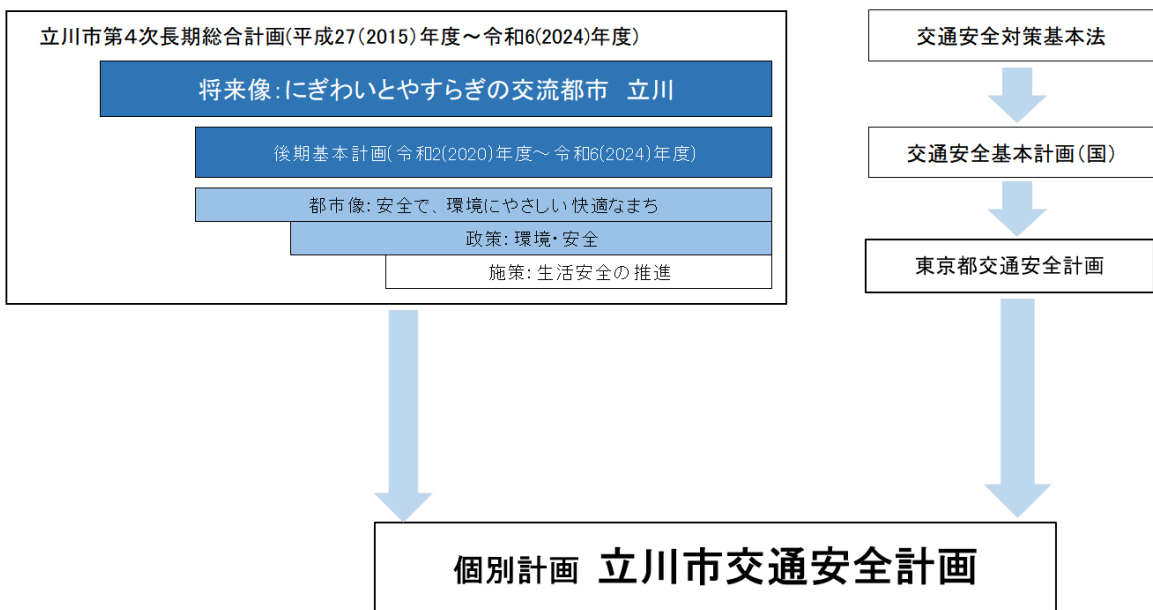 立川市第4次長期総合計画(平成27(2015)年度～令和6(2024)年度)
将来像:にぎわいとやすらぎの交流都市　立川
後期基本計画(令和2(2020)年度～令和6(2024)年度)
都市像:安全で、環境にやさしい快適なまち
政策:環境・安全
施策:生活安全の推進
交通安全対策基本法
交通安全基本計画(国)
東京都交通安全計画
個別計画 立川市交通安全計画